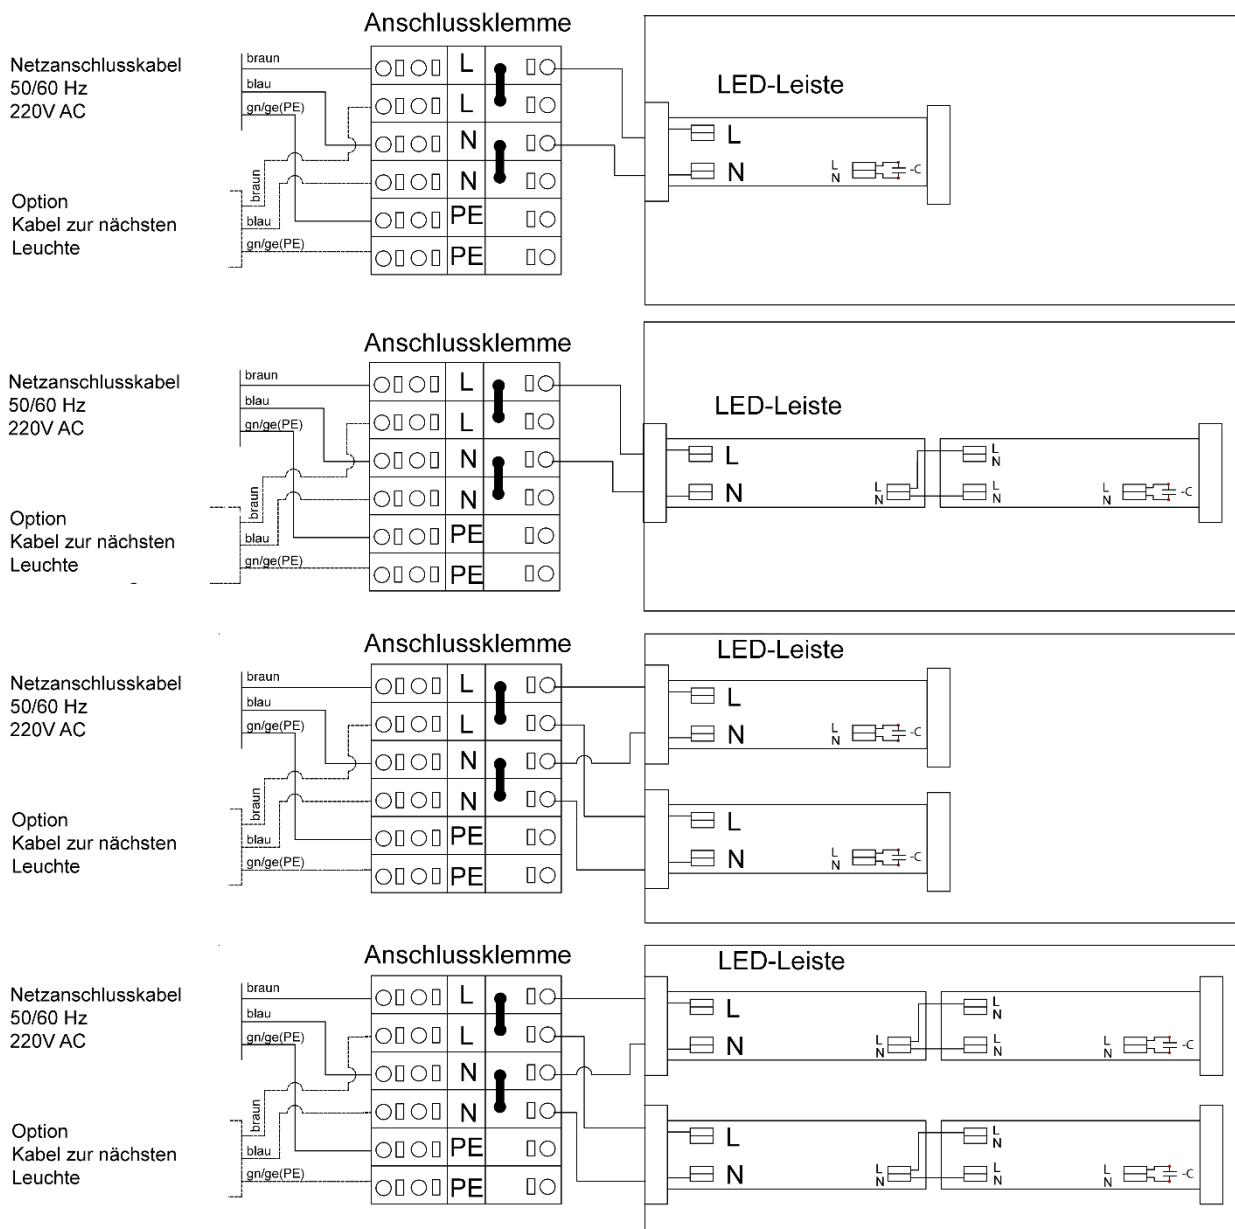 Anschlussklemme
Netzanschlusskabel
50/60 Hz
220V AC
braun
blau
gn/ge(PE)
Option
Kabel zur nächsten
Leuchte
braun
blau
gn/ge(PE)
L
L
N
N
PE
PE
LED-Leiste
L
N
L
N
-C
Anschlussklemme
Netzanschlusskabel
50/60 Hz
220V AC
braun
blau
gn/ge(PE)
Option
Kabel zur nächsten
Leuchte
braun
blau
gn/ge(PE)
L
L
N
N
PE
PE
LED-Leiste
L
N
L
N
L
N
L
N
L
N
-C
Anschlussklemme
Netzanschlusskabel
50/60 Hz
220V AC
braun
blau
gn/ge(PE)
Option
Kabel zur nächsten
Leuchte
braun
blau
gn/ge(PE)
L
L
N
N
PE
PE
LED-Leiste
L
N
L
N
-C
L
N
L
N
-C
Anschlussklemme
Netzanschlusskabel
50/60 Hz
220V AC
braun
blau
gn/ge(PE)
Option
Kabel zur nächsten
Leuchte
braun
blau
gn/ge(PE)
L
L
N
N
PE
PE
LED-Leiste
L
N
L
N
L
N
L
N
L
N
-C
L
N
L
N
L
N
L
N
L
N
-C